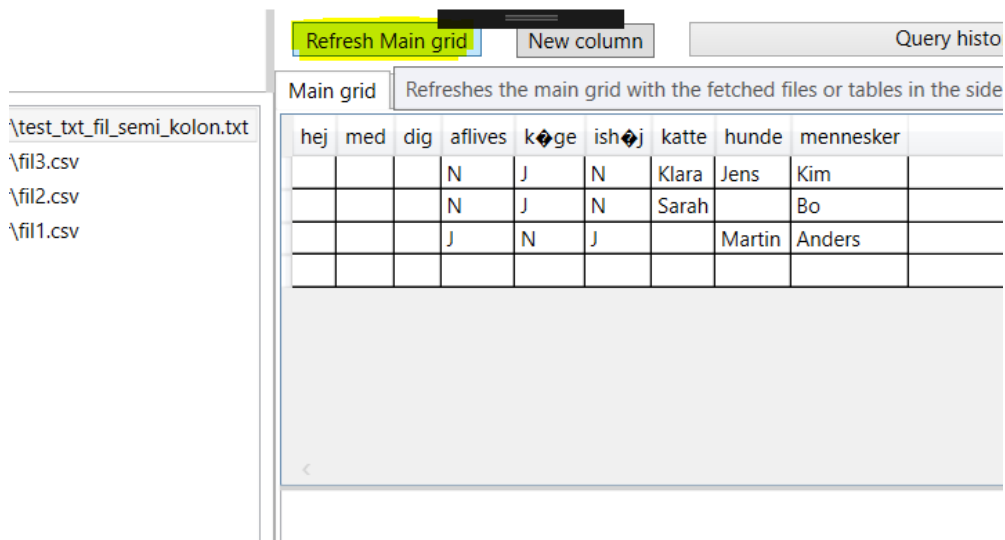 Refresh Main grid New column Query histo
Main grid Refreshes the main grid with the fetched files or tables in the side
\test_txt_fil_semi_kolon.txt
\fil3.csv
\fil2.csv
\fil1.csv
hej med dig aflives k�ge ish�j katte hunde mennesker
N J N Klara Jens Kim
N J N Sarah Bo
J N J Martin Anders